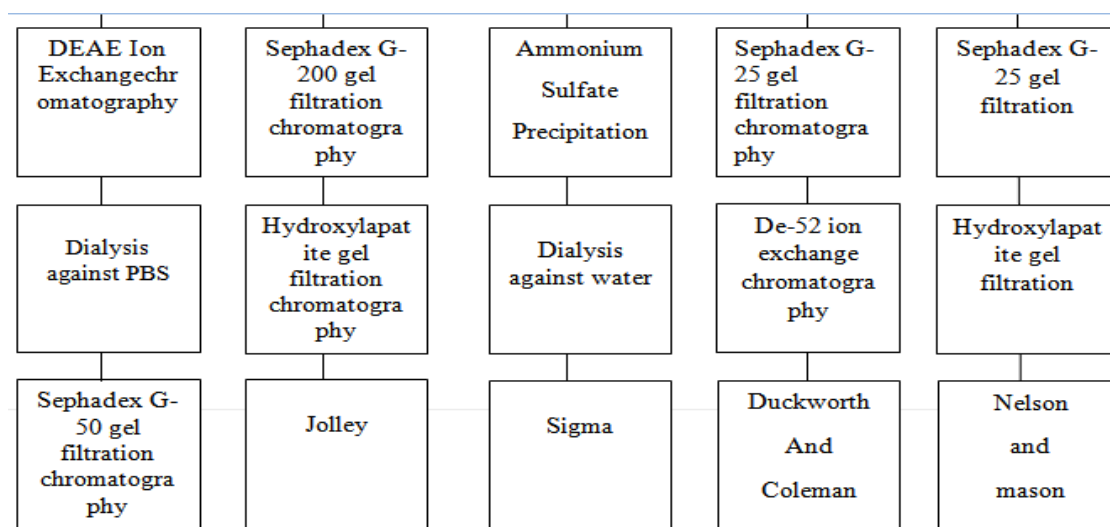 DEAE Ion
Exchangechr
omatography
Sephadex G-
200 gel
filtration
chromatogra
phy
Ammonium
Sulfate
Precipitation
Sephadex G-
25 gel
filtration
chromatogra
phy
Sephadex G-
25 gel
filtration
Dialysis
against PBS
Hydroxylapat
ite gel
filtration
chromatogra
phy
Dialysis
against water
De-52 ion
exchange
chromatogra
phy
Hydroxylapat
ite gel
filtration
Sephadex G-
50 gel
filtration
chromatogra
phy
Jolley
Sigma
Duckworth
And
Coleman
Nelson
and
mason